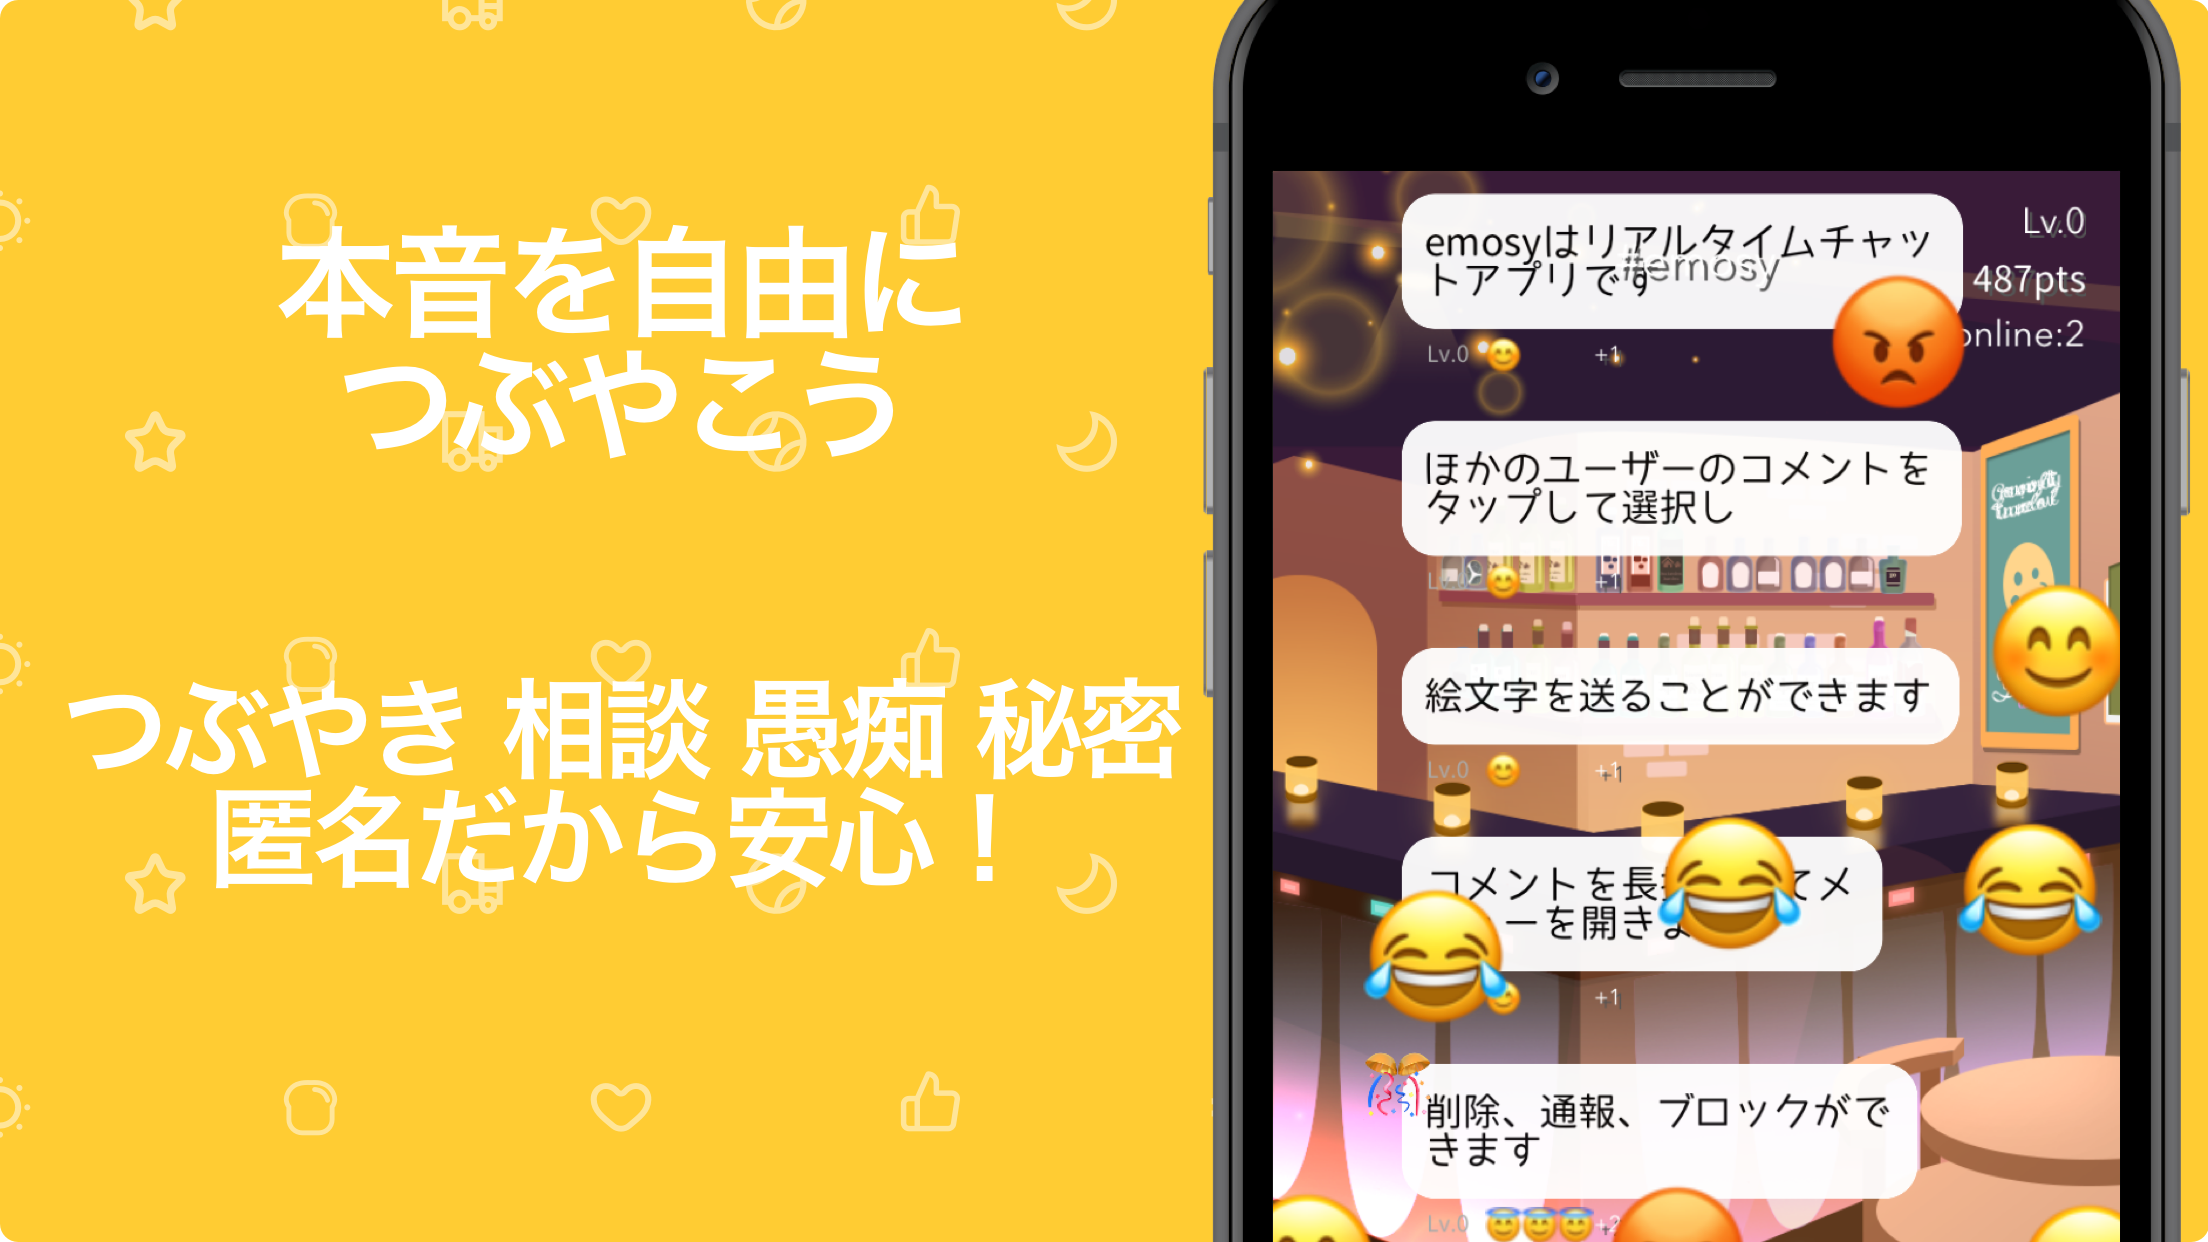 本音を自由に
つぶやこう
つぶやき 相談 愚痴 秘密
匿名だから安心！
emosyはリアルタイムチャッ
トアプリです
#emosy
Lv.0
487pts
online:2
Lv.0 +1
ほかのユーザーのコメントを
タップして選択し
+1
絵文字を送ることができます
Lv.0 +1
コメントを長 てメ
ーを開きま
+1
削除、通報、ブロックがで
きます
Lv.0 +2